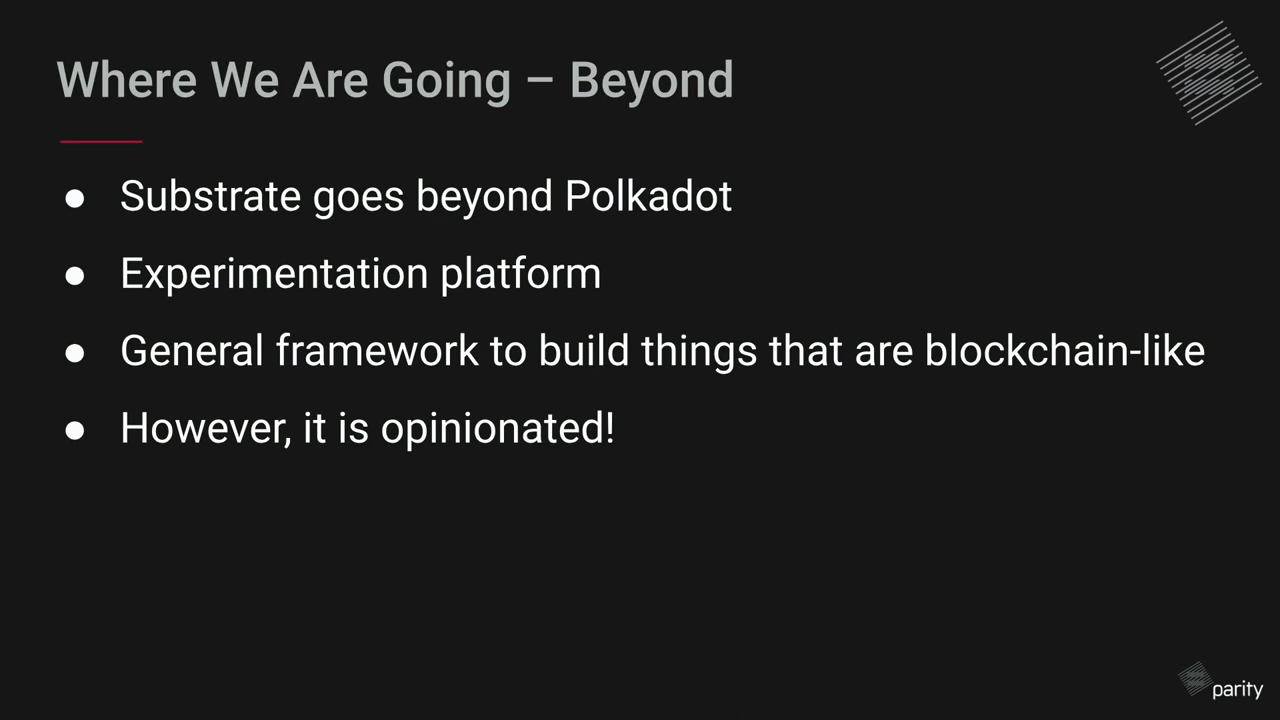 Where We Are Going – Beyond
● Substrate goes beyond Polkadot
● Experimentation platform
● General framework to build things that are blockchain-like
● However, it is opinionated!
parity